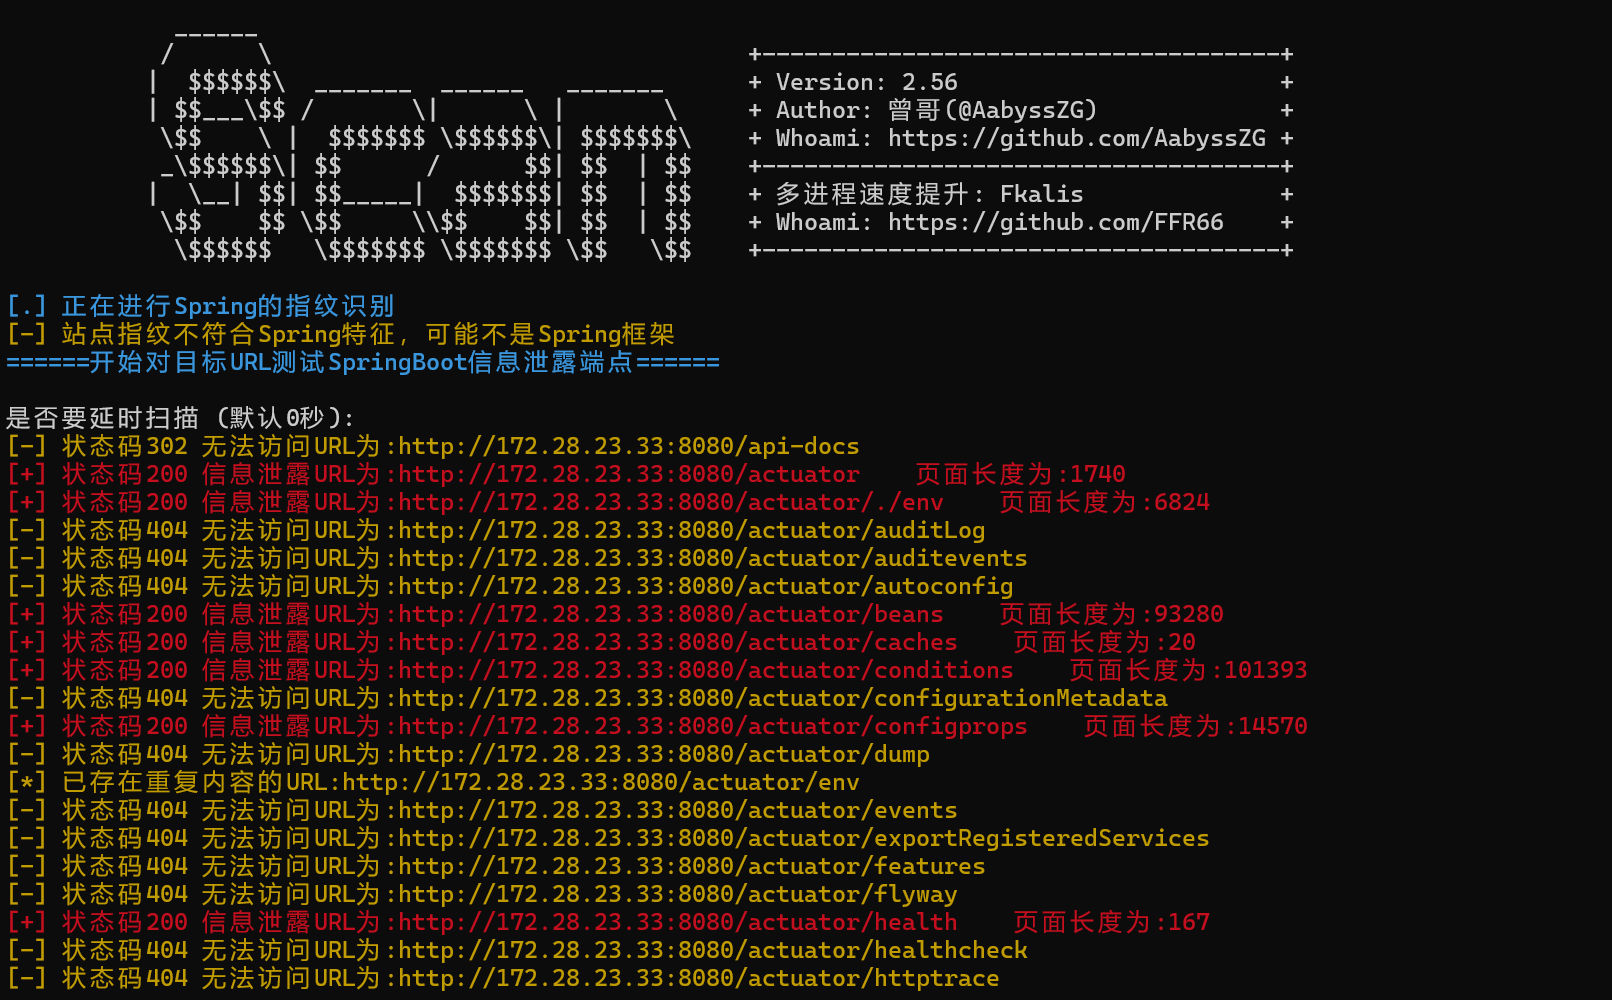 +-------------------------------------+
+ Version: 2.56 +
+ Author: 曾哥(@AabyssZG) +
+ Whoami: https://github.com/AabyssZG +
+-------------------------------------+
+ 多进程速度提升: Fkalis +
+ Whoami: https://github.com/FFR66 +
+-------------------------------------+
[.] 正在进行Spring的指纹识别
[-] 站点指纹不符合Spring特征，可能不是Spring框架
======开始对目标URL测试SpringBoot信息泄露端点======
是否要延时扫描 (默认0秒):
[-] 状态码302 无法访问URL为:http://172.28.23.33:8080/api-docs
[+] 状态码200 信息泄露URL为:http://172.28.23.33:8080/actuator    页面长度为:1740
[+] 状态码200 信息泄露URL为:http://172.28.23.33:8080/actuator/./env    页面长度为:6824
[-] 状态码404 无法访问URL为:http://172.28.23.33:8080/actuator/auditLog
[-] 状态码404 无法访问URL为:http://172.28.23.33:8080/actuator/auditevents
[-] 状态码404 无法访问URL为:http://172.28.23.33:8080/actuator/autoconfig
[+] 状态码200 信息泄露URL为:http://172.28.23.33:8080/actuator/beans    页面长度为:93280
[+] 状态码200 信息泄露URL为:http://172.28.23.33:8080/actuator/caches    页面长度为:20
[+] 状态码200 信息泄露URL为:http://172.28.23.33:8080/actuator/conditions    页面长度为:101393
[-] 状态码404 无法访问URL为:http://172.28.23.33:8080/actuator/configurationMetadata
[+] 状态码200 信息泄露URL为:http://172.28.23.33:8080/actuator/configprops    页面长度为:14570
[-] 状态码404 无法访问URL为:http://172.28.23.33:8080/actuator/dump
[*] 已存在重复内容的URL:http://172.28.23.33:8080/actuator/env
[-] 状态码404 无法访问URL为:http://172.28.23.33:8080/actuator/events
[-] 状态码404 无法访问URL为:http://172.28.23.33:8080/actuator/exportRegisteredServices
[-] 状态码404 无法访问URL为:http://172.28.23.33:8080/actuator/features
[-] 状态码404 无法访问URL为:http://172.28.23.33:8080/actuator/flyway
[+] 状态码200 信息泄露URL为:http://172.28.23.33:8080/actuator/health    页面长度为:167
[-] 状态码404 无法访问URL为:http://172.28.23.33:8080/actuator/healthcheck
[-] 状态码404 无法访问URL为:http://172.28.23.33:8080/actuator/httptrace